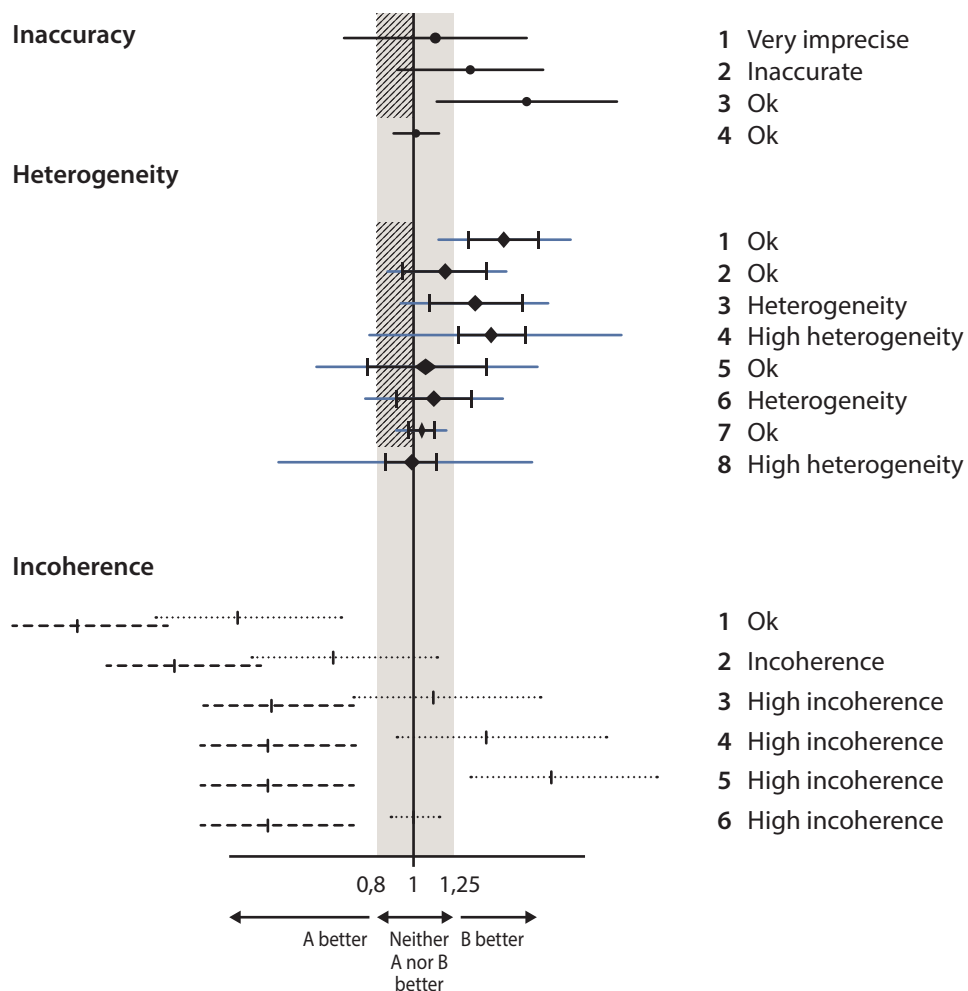 Inaccuracy
1 Very imprecise
2 Inaccurate
3 Ok
4 Ok
Heterogeneity
1 Ok
2 Ok
3 Heterogeneity
4 High heterogeneity
5 Ok
6 Heterogeneity
7 Ok
8 High heterogeneity
Incoherence
1 Ok
2 Incoherence
3 High incoherence
4 High incoherence
5 High incoherence
6 High incoherence
0,8 1 1,25
A better
Neither
A nor B
better
B better